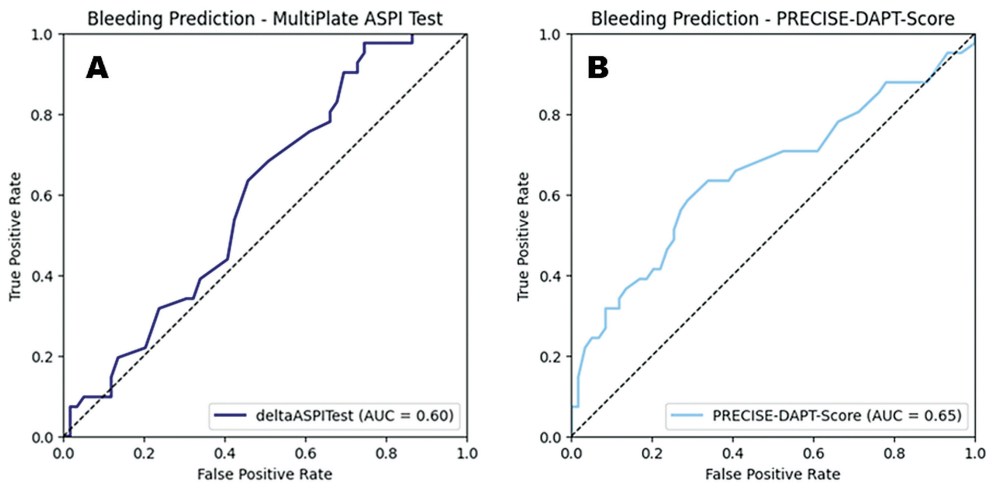 Bleeding Prediction - MultiPlate ASPI Test
A
True Positive Rate
1.0
0.8
0.6
0.4
0.2
0.0
deltaASPITest (AUC = 0.60)
0.0 0.2 0.4 0.6 0.8 1.0
False Positive Rate
Bleeding Prediction - PRECISE-DAPT-Score
B
True Positive Rate
1.0
0.8
0.6
0.4
0.2
0.0
PRECISE-DAPT-Score (AUC = 0.65)
0.0 0.2 0.4 0.6 0.8 1.0
False Positive Rate